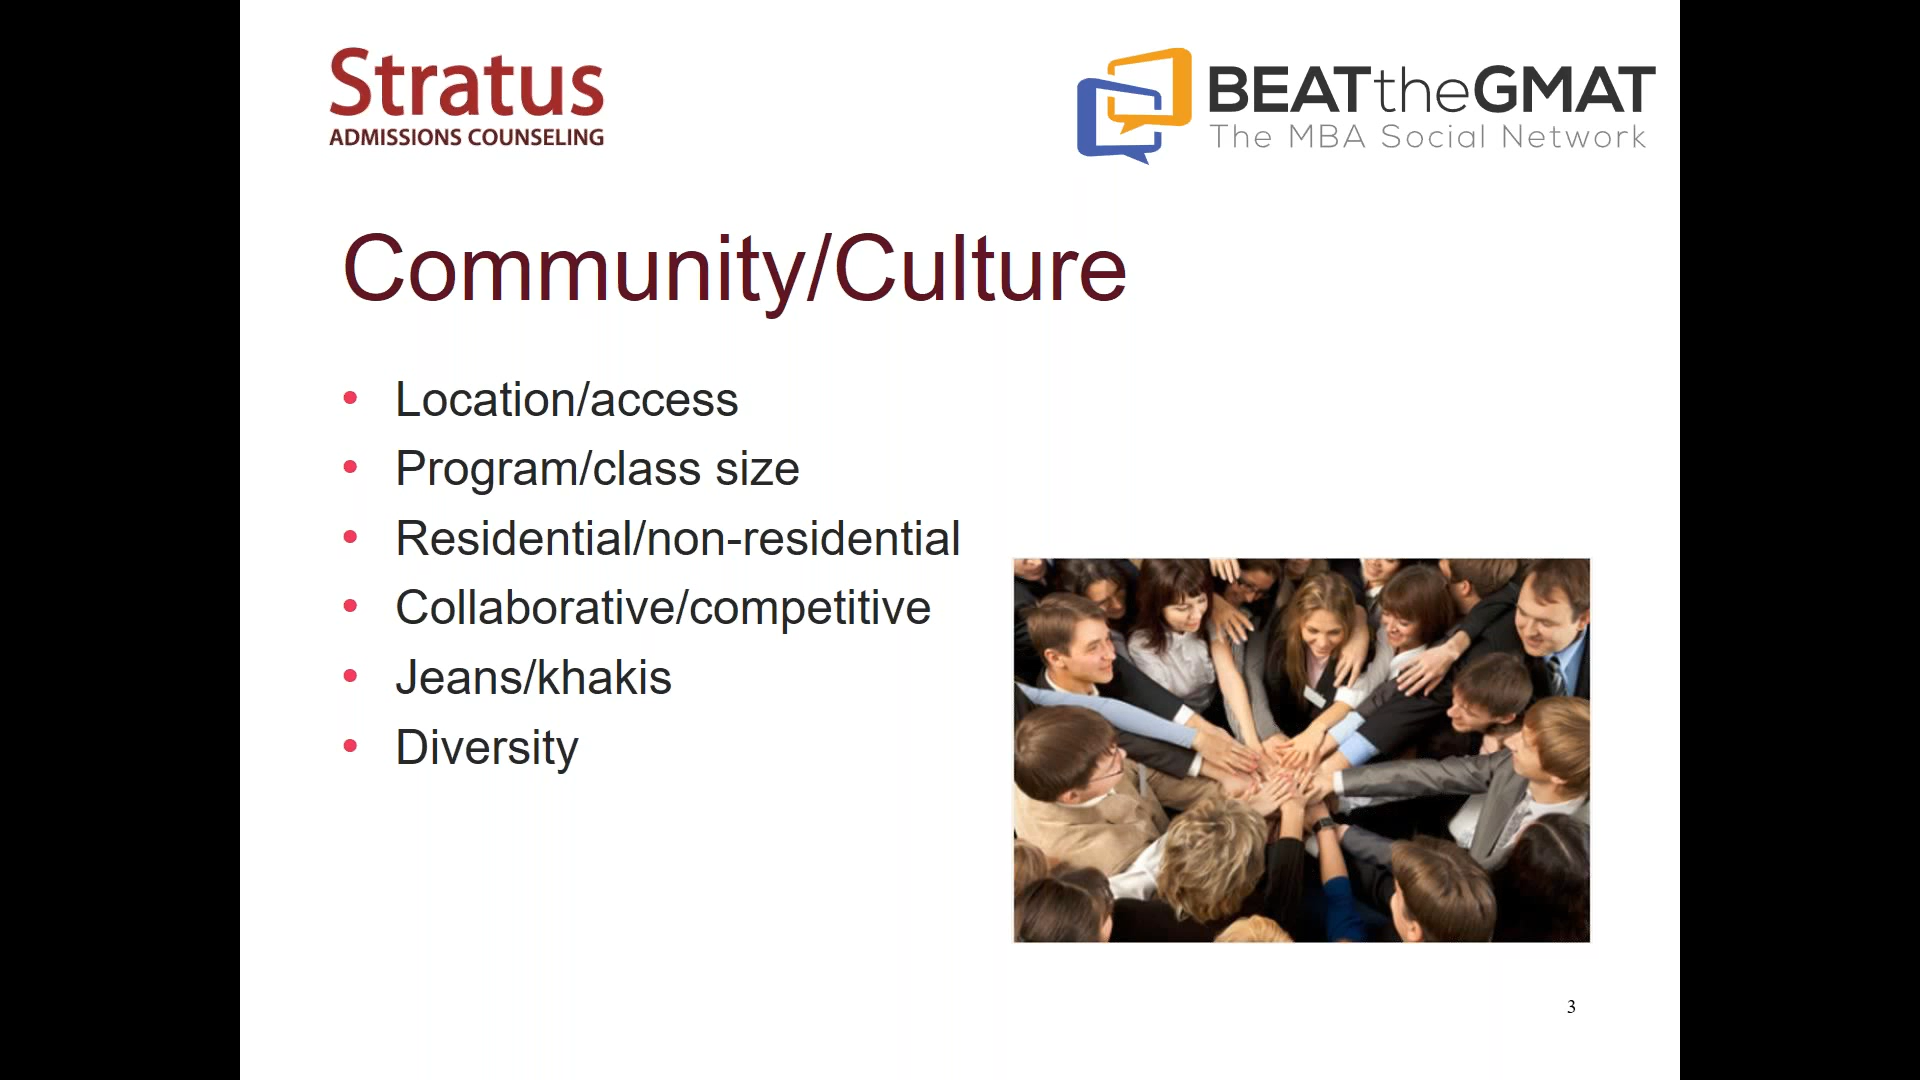 Stratus
ADMISSIONS COUNSELING
BEATtheGMAT
The MBA Social Network
Community/Culture
• Location/access
• Program/class size
• Residential/non-residential
• Collaborative/competitive
• Jeans/khakis
• Diversity
3